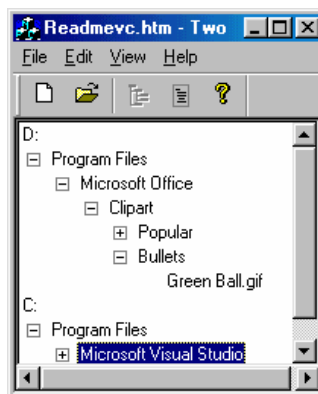 Readmevc.htm - Two
File Edit View Help
D:
Program Files
Microsoft Office
Clipart
Popular
Bullets
Green Ball.gif
C:
Program Files
Microsoft Visual Studio